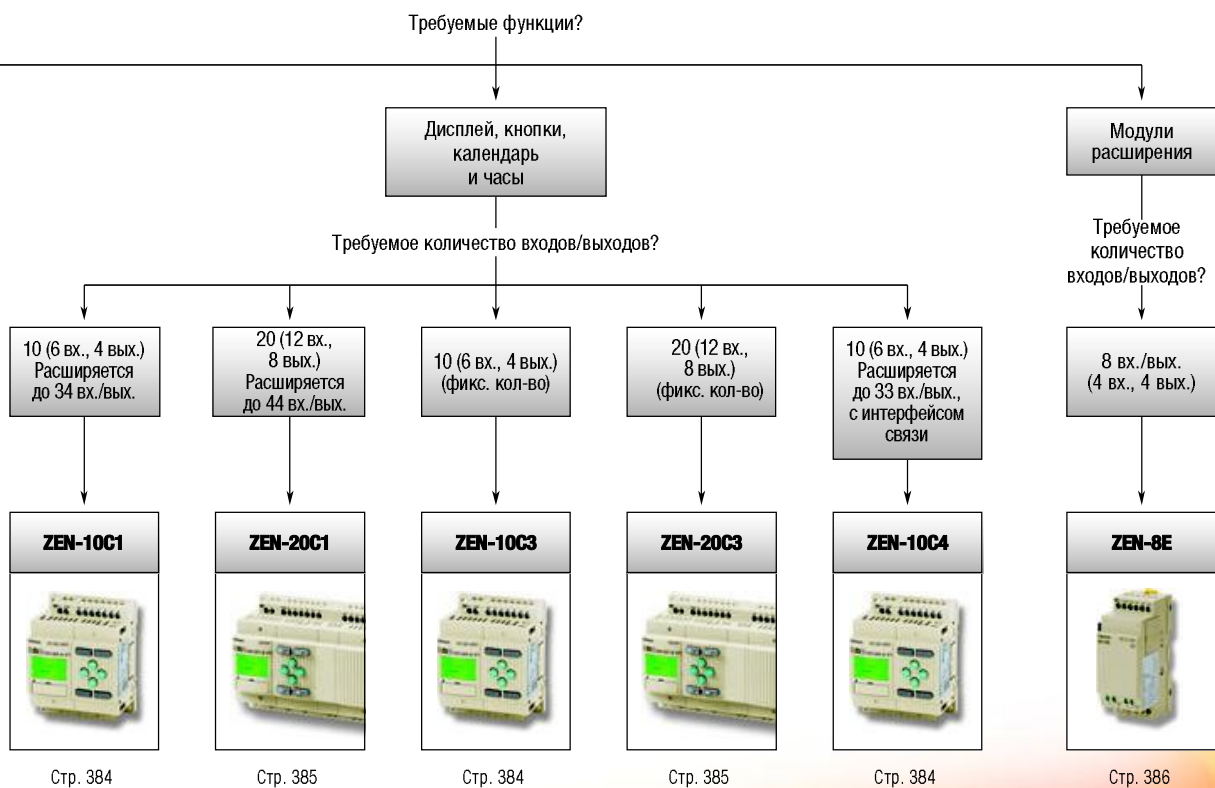 Требуемые функции?
Дисплей, кнопки,
календарь
и часы
Модули
расширения
Требуемое количество входов/выходов?
Требуемое
количество
входов/выходов?
10 (6 вх., 4 вых.)
Расширяется
до 34 вх./вых.
20 (12 вх.,
8 вых.)
Расширяется
до 44 вх./вых.
10 (6 вх., 4 вых.)
(фикс. кол-во)
20 (12 вх.,
8 вых.)
(фикс. кол-во)
10 (6 вх., 4 вых.)
Расширяется
до 33 вх./вых.,
с интерфейсом
связи
8 вх./вых.
(4 вх., 4 вых.)
ZEN-10C1
ZEN-20C1
ZEN-10C3
ZEN-20C3
ZEN-10C4
ZEN-8E
Стр. 384
Стр. 385
Стр. 384
Стр. 385
Стр. 384
Стр. 386